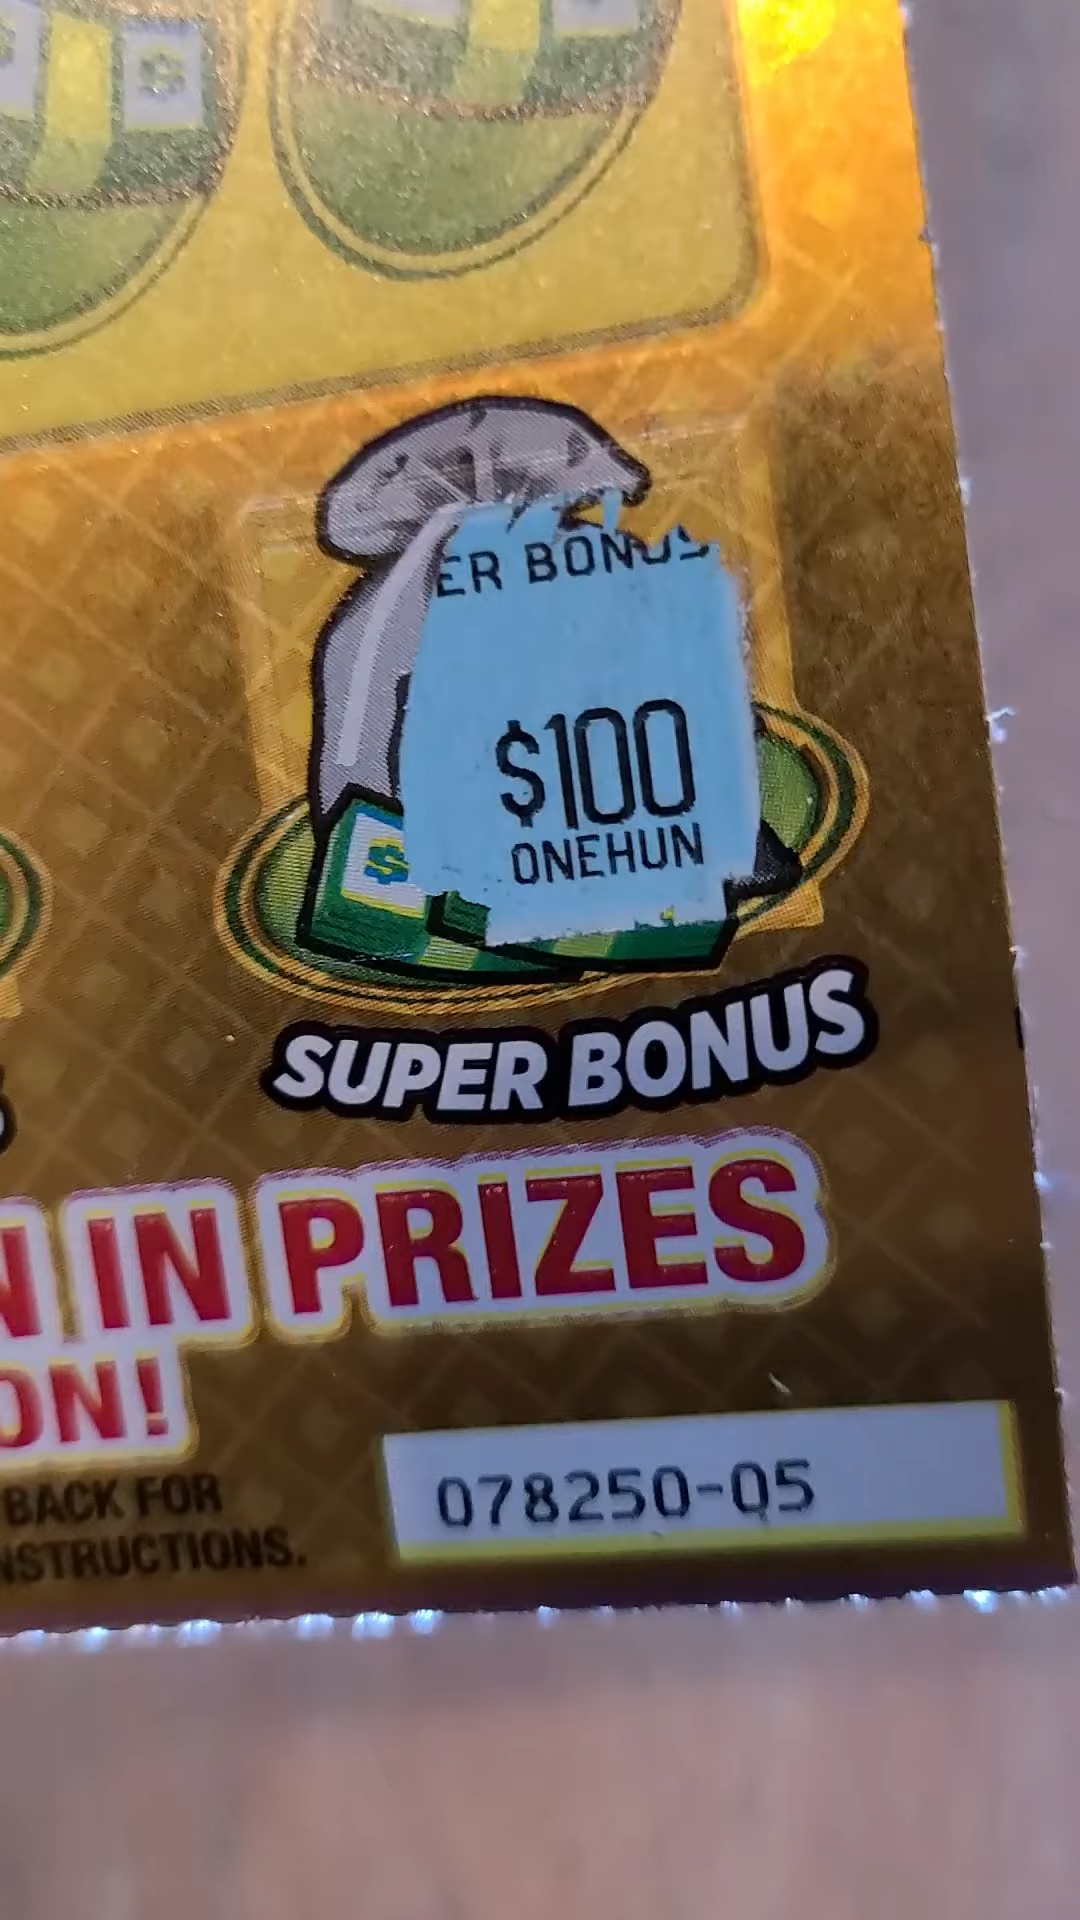 ER BONUS
$100
ONEHUN
SUPER BONUS
IN PRIZES
ON!
BACK FOR
NSTRUCTIONS.
078250-05